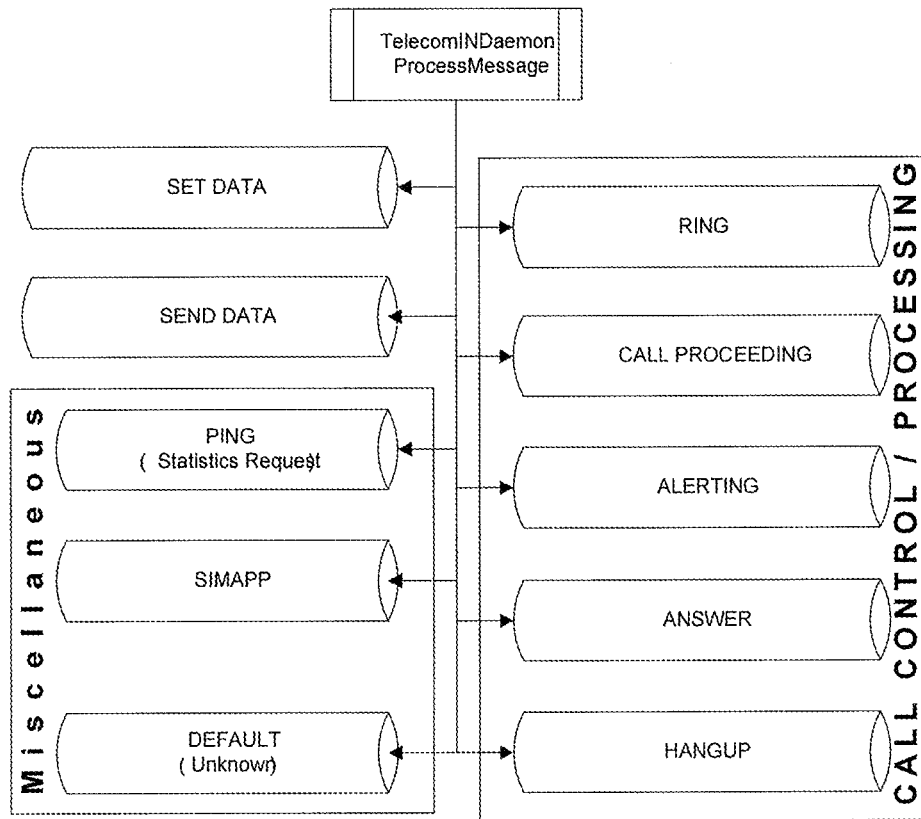 TelecomINDaemon
ProcessMessage
SET DATA
SEND DATA
Miscellaneous
PING
( Statistics Request)
SIMAPP
DEFAULT
( Unknown)
CALL CONTROL / PROCESSING
RING
CALL PROCEEDING
ALERTING
ANSWER
HANGUP